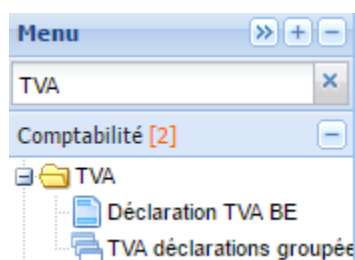 Menu
TVA
Comptabilité [2]
TVA
Déclaration TVA BE
TVA déclarations groupée